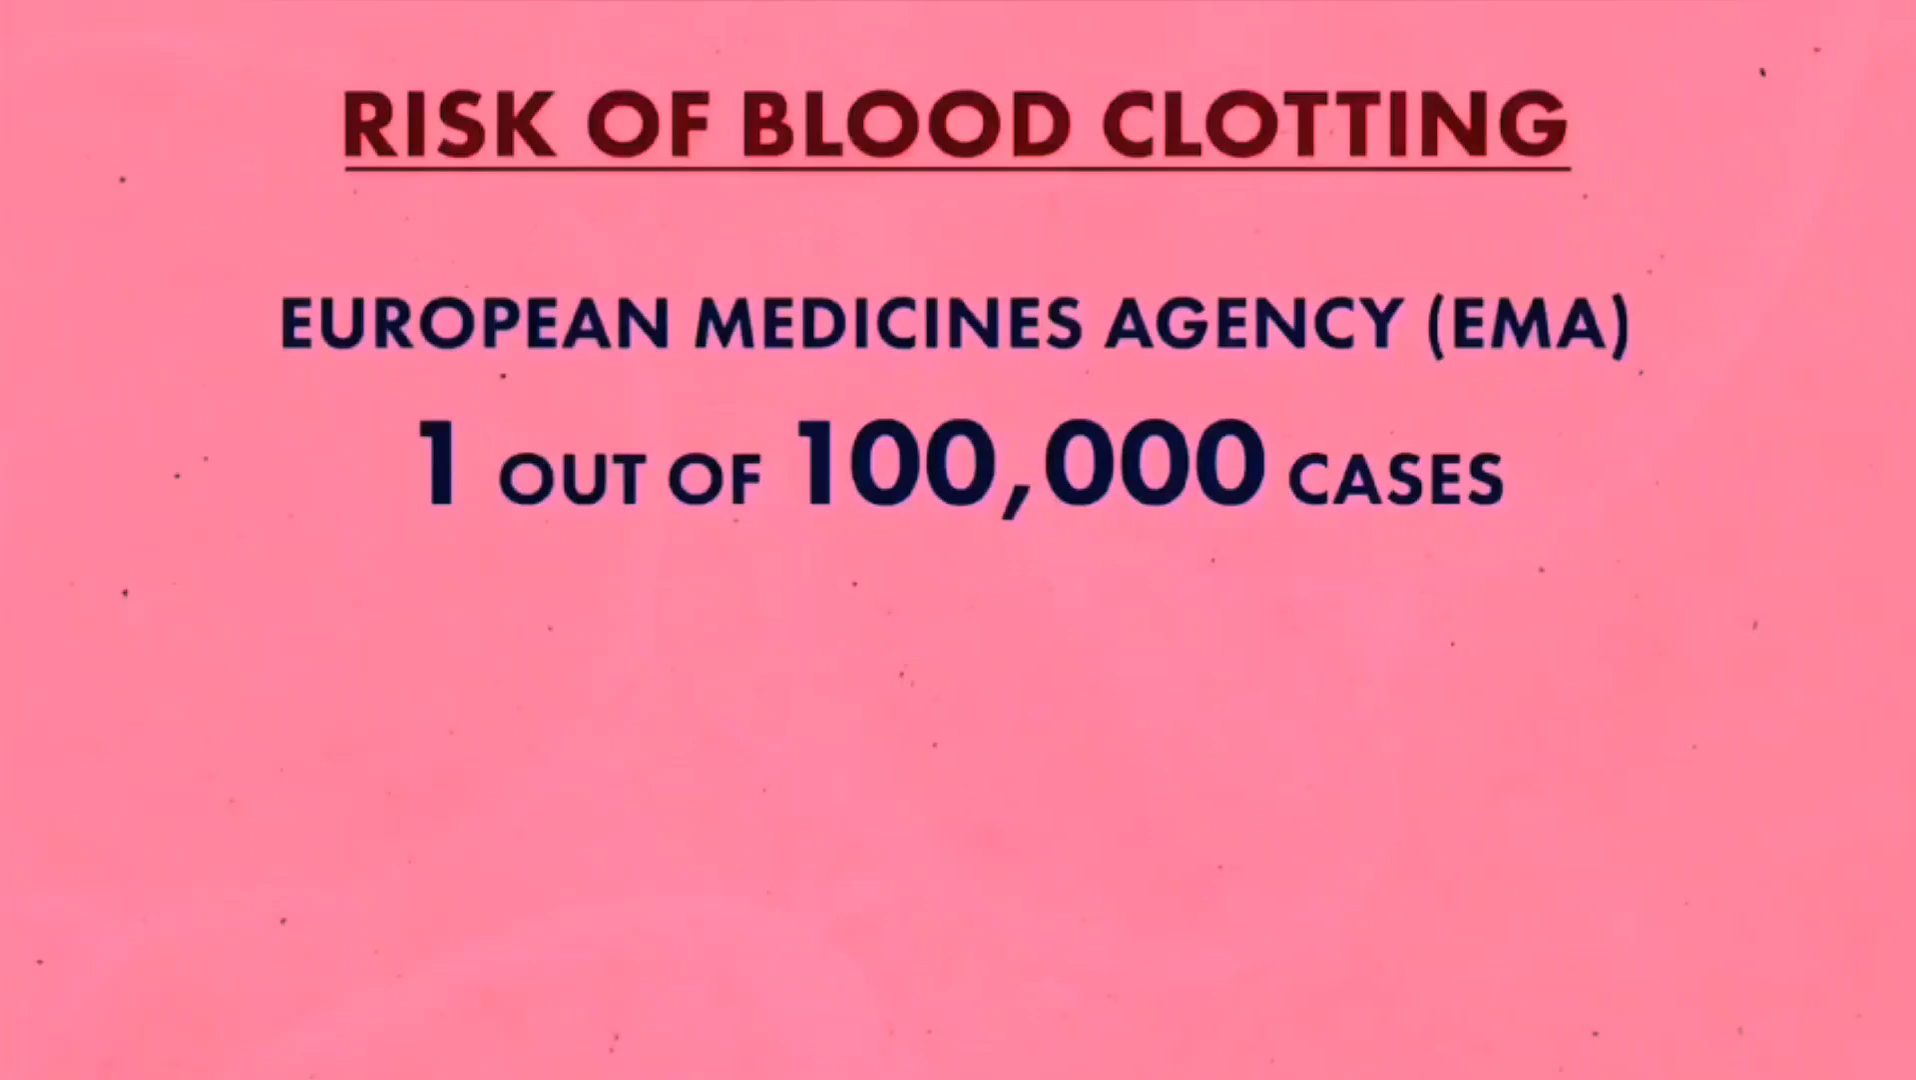 RISK OF BLOOD CLOTTING
EUROPEAN MEDICINES AGENCY (EMA)
1 OUT OF 100,000 CASES